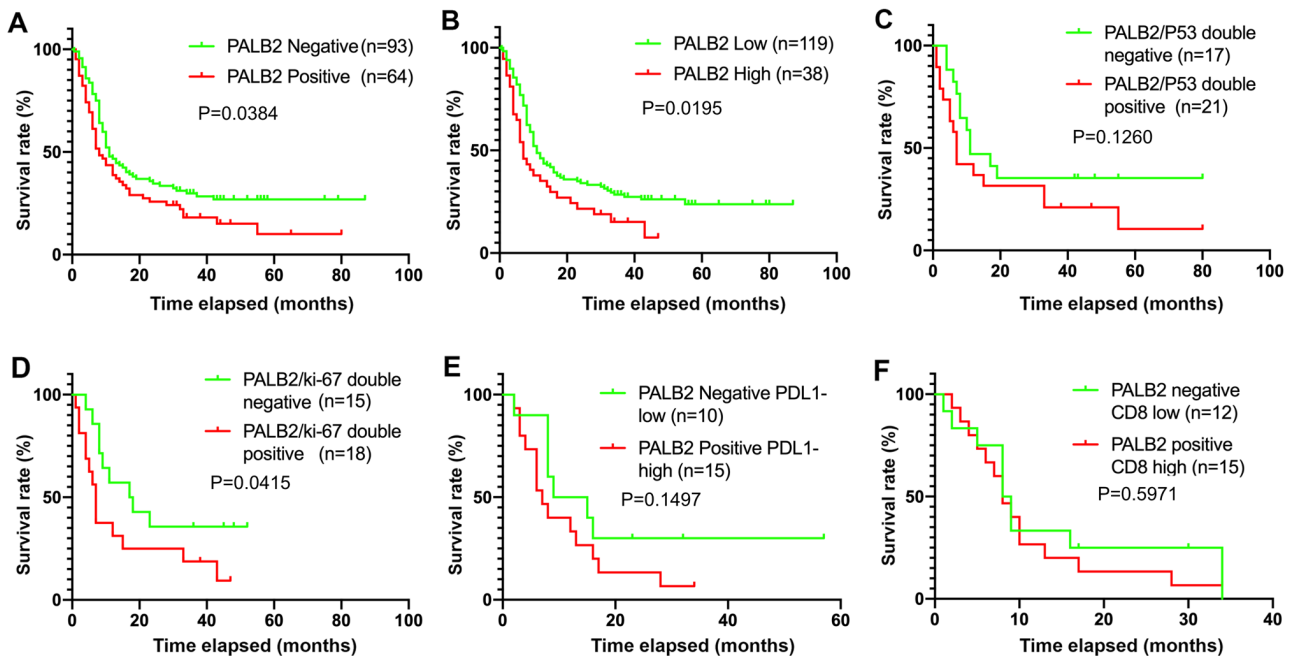 A
PALB2 Negative (n=93)
PALB2 Positive (n=64)
P=0.0384
Survival rate (%)
100
50
0
0 20 40 60 80 100
Time elapsed (months)
B
PALB2 Low (n=119)
PALB2 High (n=38)
P=0.0195
Survival rate (%)
100
50
0
0 20 40 60 80 100
Time elapsed (months)
C
PALB2/P53 double
negative (n=17)
PALB2/P53 double
positive (n=21)
P=0.1260
Survival rate (%)
100
50
0
0 20 40 60 80 100
Time elapsed (months)
D
PALB2/ki-67 double
negative (n=15)
PALB2/ki-67 double
positive (n=18)
P=0.0415
Survival rate (%)
100
50
0
0 20 40 60 80 100
Time elapsed (months)
E
PALB2 Negative PDL1-
low (n=10)
PALB2 Positive PDL1-
high (n=15)
P=0.1497
Survival rate (%)
100
50
0
0 20 40 60
Time elapsed (months)
F
PALB2 negative
CD8 low (n=12)
PALB2 positive
CD8 high (n=15)
P=0.5971
Survival rate (%)
100
50
0
0 10 20 30 40
Time elapsed (months)